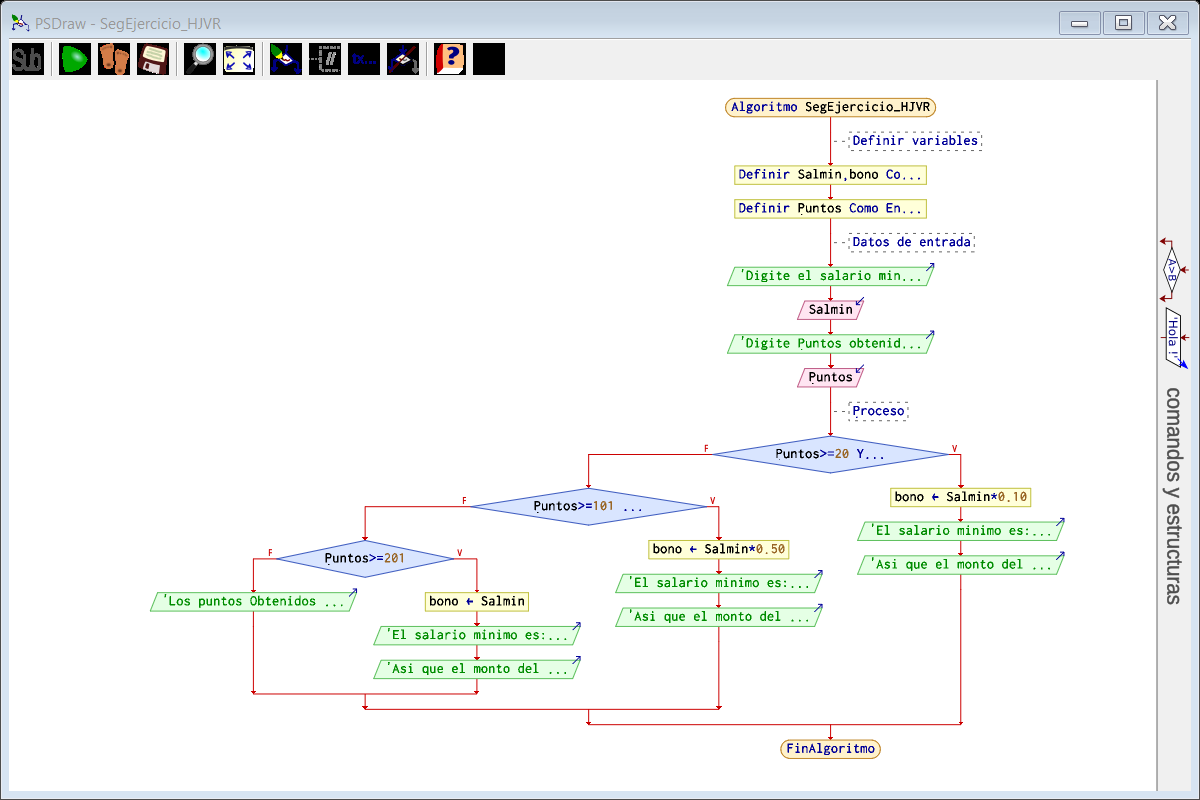 PSDraw - SegEjercicio_HJVR
Sub
Algoritmo SegEjercicio_HJVR
Definir variables
Definir Salmin,bono Co...
Definir Puntos Como En...
Datos de entrada
'Digite el salario min...
Salmin
'Digite Puntos obtenid...
Puntos
Proceso
F
Puntos>=20 Y...
V
F
Puntos>=101 ...
V
bono ← Salmin*0.10
'El salario minimo es:...
'Asi que el monto del ...
F
Puntos>=201
V
bono ← Salmin*0.50
'El salario minimo es:...
'Asi que el monto del ...
'Los puntos Obtenidos ...
bono ← Salmin
'El salario minimo es:...
'Asi que el monto del ...
FinAlgoritmo
A>B
'Hola !'
comandos y estructuras